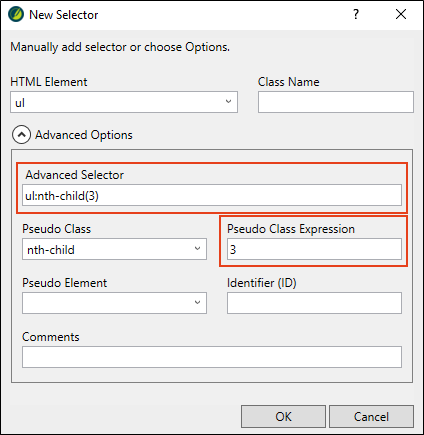 New Selector
?
Manually add selector or choose Options.
HTML Element Class Name
ul
Advanced Options
Advanced Selector
ul:nth-child(3)
Pseudo Class Pseudo Class Expression
nth-child 3
Pseudo Element Identifier (ID)
Comments
OK Cancel